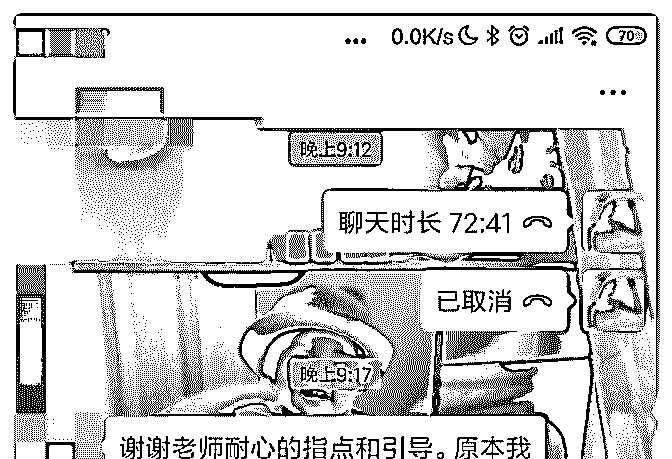 ... 0.0K/s 70
...
晚上9:12
聊天时长 72:41
已取消
晚上9:17
谢谢老师耐心的指点和引导。原本我